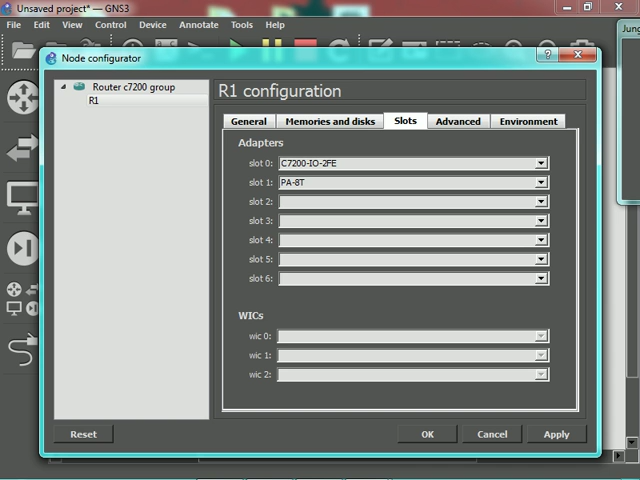 Unsaved project* — GNS3
File Edit View Control Device Annotate Tools Help
Jung
Node configurator
Router c7200 group
R1
R1 configuration
General Memories and disks Slots Advanced Environment
Adapters
slot 0: C7200-IO-2FE
slot 1: PA-8T
slot 2:
slot 3:
slot 4:
slot 5:
slot 6:
WICs
wic 0:
wic 1:
wic 2:
Reset OK Cancel Apply